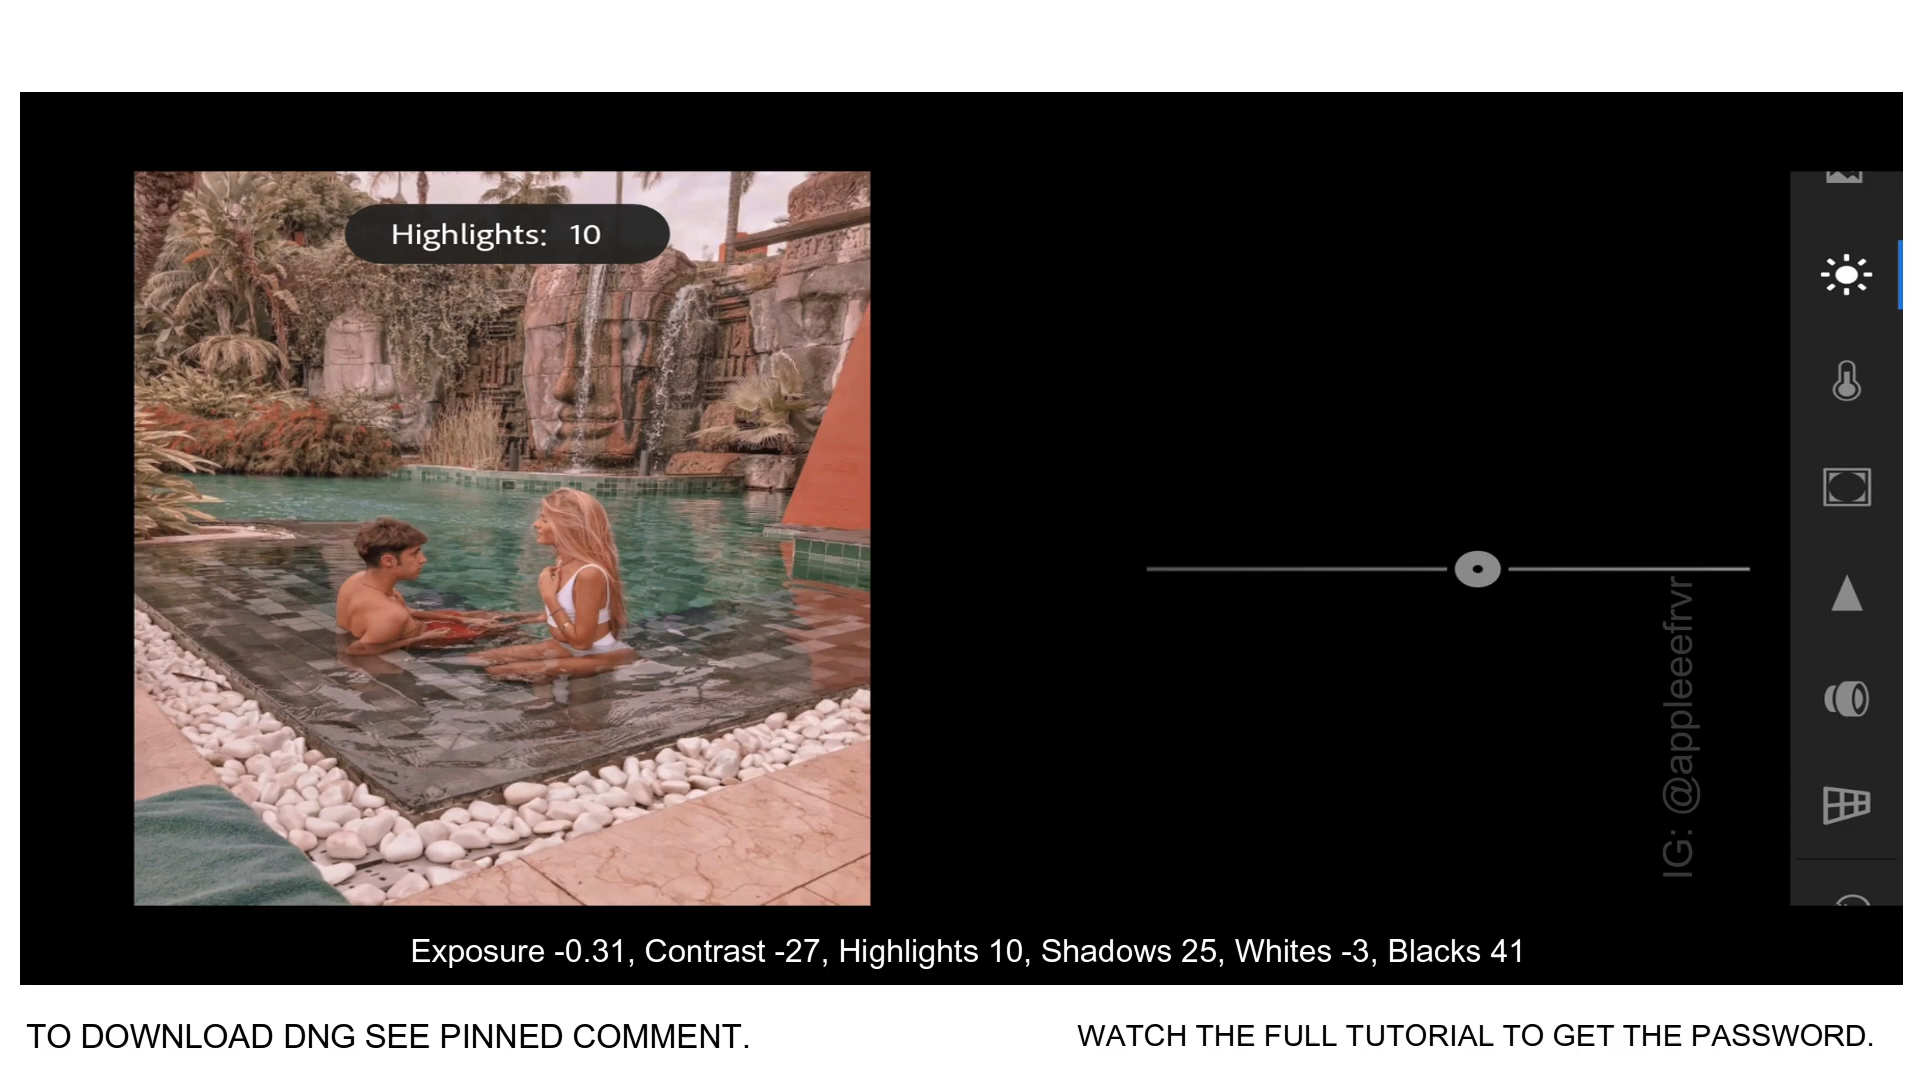 Highlights: 10
IG: @appleeefrvr
Exposure -0.31, Contrast -27, Highlights 10, Shadows 25, Whites -3, Blacks 41
TO DOWNLOAD DNG SEE PINNED COMMENT.
WATCH THE FULL TUTORIAL TO GET THE PASSWORD.